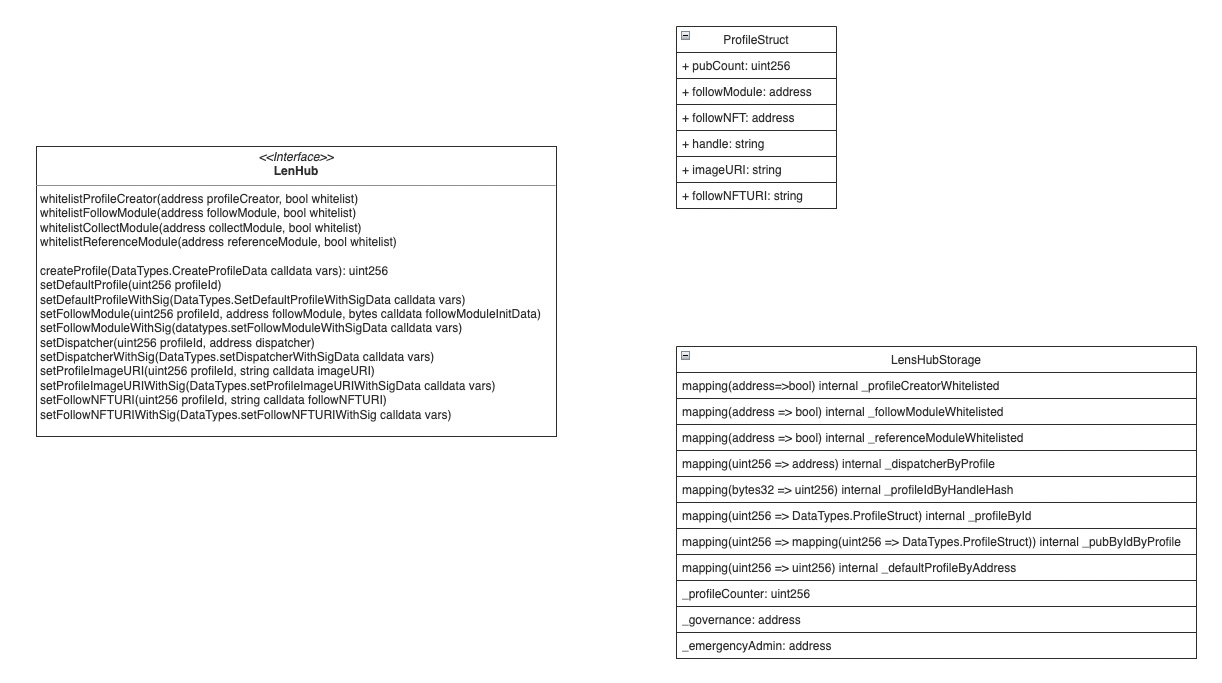 <<Interface>>
LenHub
whitelistProfileCreator(address profileCreator, bool whitelist)
whitelistFollowModule(address followModule, bool whitelist)
whitelistCollectModule(address collectModule, bool whitelist)
whitelistReferenceModule(address referenceModule, bool whitelist)
createProfile(DataTypes.CreateProfileData calldata vars): uint256
setDefaultProfile(uint256 profileId)
setDefaultProfileWithSig(DataTypes.SetDefaultProfileWithSigData calldata vars)
setFollowModule(uint256 profileId, address followModule, bytes calldata followModuleInitData)
setFollowModuleWithSig(datatypes.setFollowModuleWithSigData calldata vars)
setDispatcher(uint256 profileId, address dispatcher)
setDispatcherWithSig(DataTypes.setDispatcherWithSigData calldata vars)
setProfileImageURI(uint256 profileId, string calldata imageURI)
setProfileImageURIWithSig(DataTypes.setProfileImageURIWithSigData calldata vars)
setFollowNFTURI(uint256 profileId, string calldata followNFTURI)
setFollowNFTURIWithSig(DataTypes.setFollowNFTURIWithSig calldata vars)
ProfileStruct
+ pubCount: uint256
+ followModule: address
+ followNFT: address
+ handle: string
+ imageURI: string
+ followNFTURI: string
LensHubStorage
mapping(address=>bool) internal _profileCreatorWhitelisted
mapping(address => bool) internal _followModuleWhitelisted
mapping(address => bool) internal _referenceModuleWhitelisted
mapping(uint256 => address) internal _dispatcherByProfile
mapping(bytes32 => uint256) internal _profileIdByHandleHash
mapping(uint256 => DataTypes.ProfileStruct) internal _profileById
mapping(uint256 => mapping(uint256 => DataTypes.ProfileStruct)) internal _pubByIdByProfile
mapping(uint256 => uint256) internal _defaultProfileByAddress
_profileCounter: uint256
_governance: address
_emergencyAdmin: address